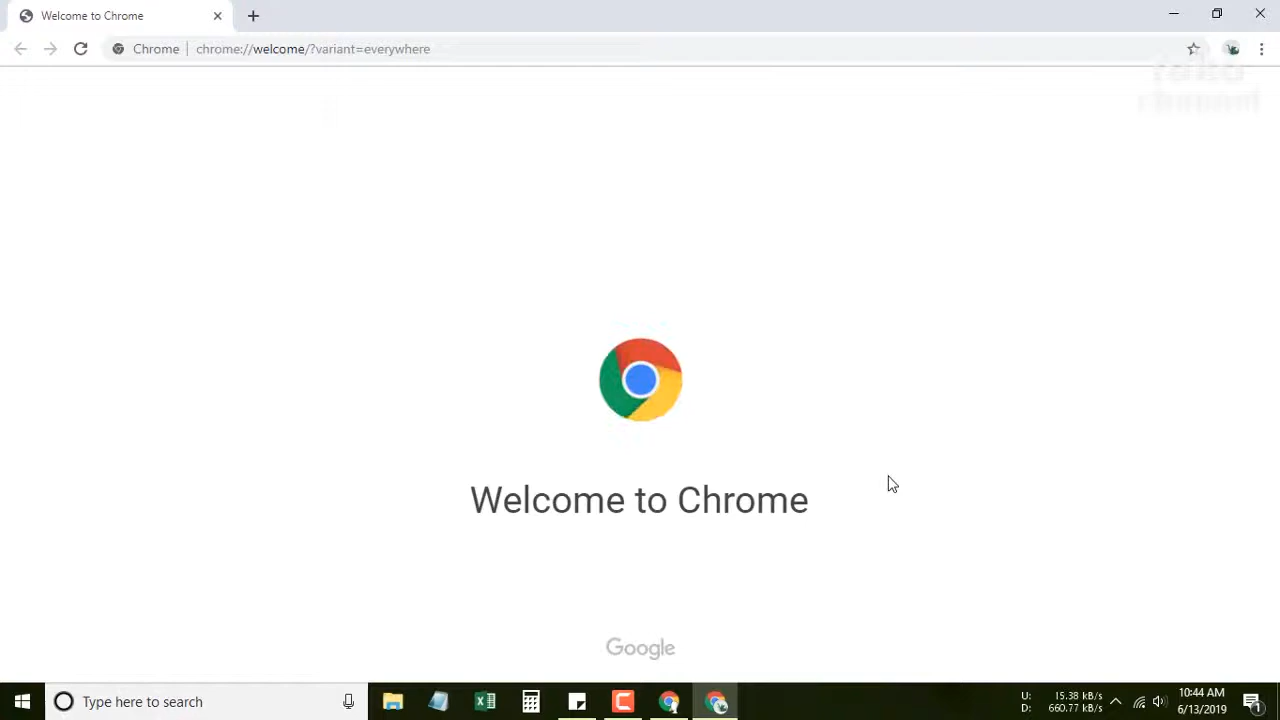 Welcome to Chrome
Chrome
chrome://welcome/?variant=everywhere
Welcome to Chrome
Google
Type here to search
U: 15.38 kB/s
D: 660.77 kB/s
10:44 AM
6/13/2019
1